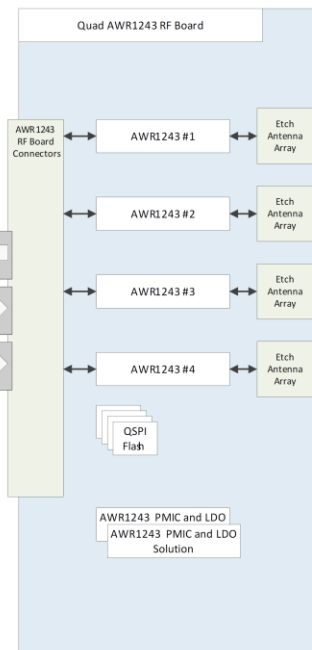 Quad AWR1243 RF Board
AWR1243
RF Board
Connectors
AWR1243 #1
Etch
Antenna
Array
AWR1243 #2
Etch
Antenna
Array
AWR1243 #3
Etch
Antenna
Array
AWR1243 #4
Etch
Antenna
Array
QSPI
Flash
AWR1243 PMIC and LDO
AWR1243 PMIC and LDO
Solution